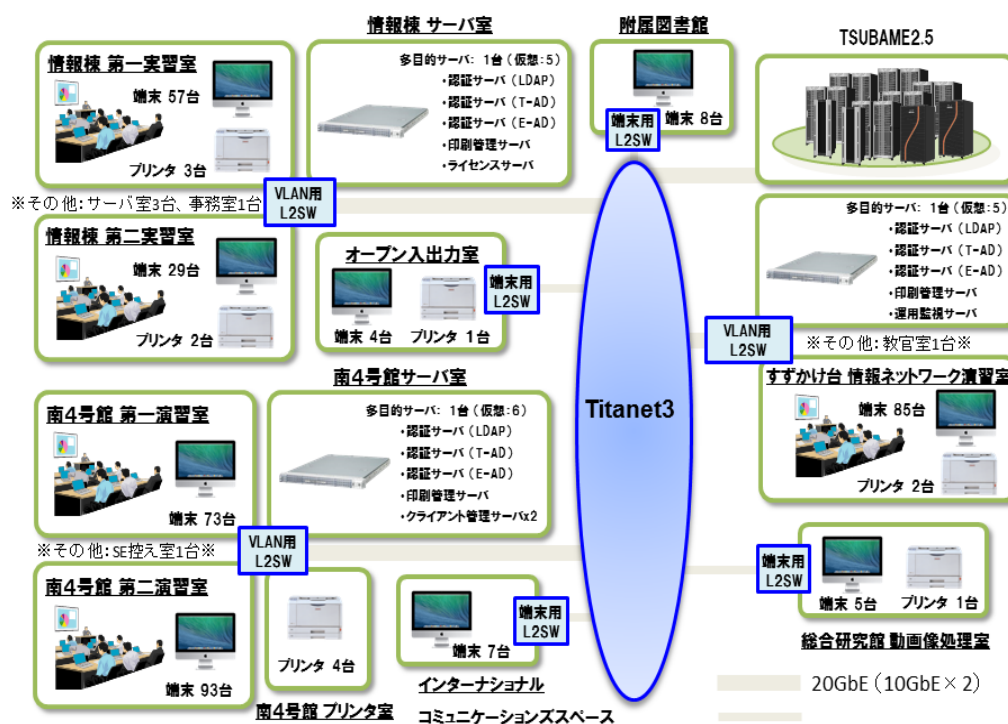 情報棟 サーバ室
附属図書館
TSUBAME2.5
情報棟 第一実習室
端末 57台
プリンタ 3台
多目的サーバ: 1台(仮想:5)
・認証サーバ(LDAP)
・認証サーバ(T-AD)
・認証サーバ(E-AD)
・印刷管理サーバ
・ライセンスサーバ
端末 8台
端末用
L2SW
※その他:サーバ室3台、事務室1台
VLAN用
L2SW
情報棟 第二実習室
端末 29台
プリンタ 2台
オープン入出力室
端末 4台
プリンタ 1台
端末用
L2SW
多目的サーバ: 1台(仮想:5)
・認証サーバ(LDAP)
・認証サーバ(T-AD)
・認証サーバ(E-AD)
・印刷管理サーバ
・運用監視サーバ
VLAN用
L2SW
※その他:教官室1台※
すずかけ台 情報ネットワーク演習室
端末 85台
プリンタ 2台
Titanet3
南4号館サーバ室
南4号館 第一演習室
端末 73台
多目的サーバ: 1台(仮想:6)
・認証サーバ(LDAP)
・認証サーバ(T-AD)
・認証サーバ(E-AD)
・印刷管理サーバ
・クライアント管理サーバx2
※その他:SE控え室1台※
VLAN用
L2SW
南4号館 第二演習室
端末 93台
プリンタ 4台
南4号館 プリンタ室
端末 7台
端末用
L2SW
インターナショナル
コミュニケーションズスペース
端末用
L2SW
端末 5台
プリンタ 1台
総合研究館 動画像処理室
20GbE(10GbE×2)